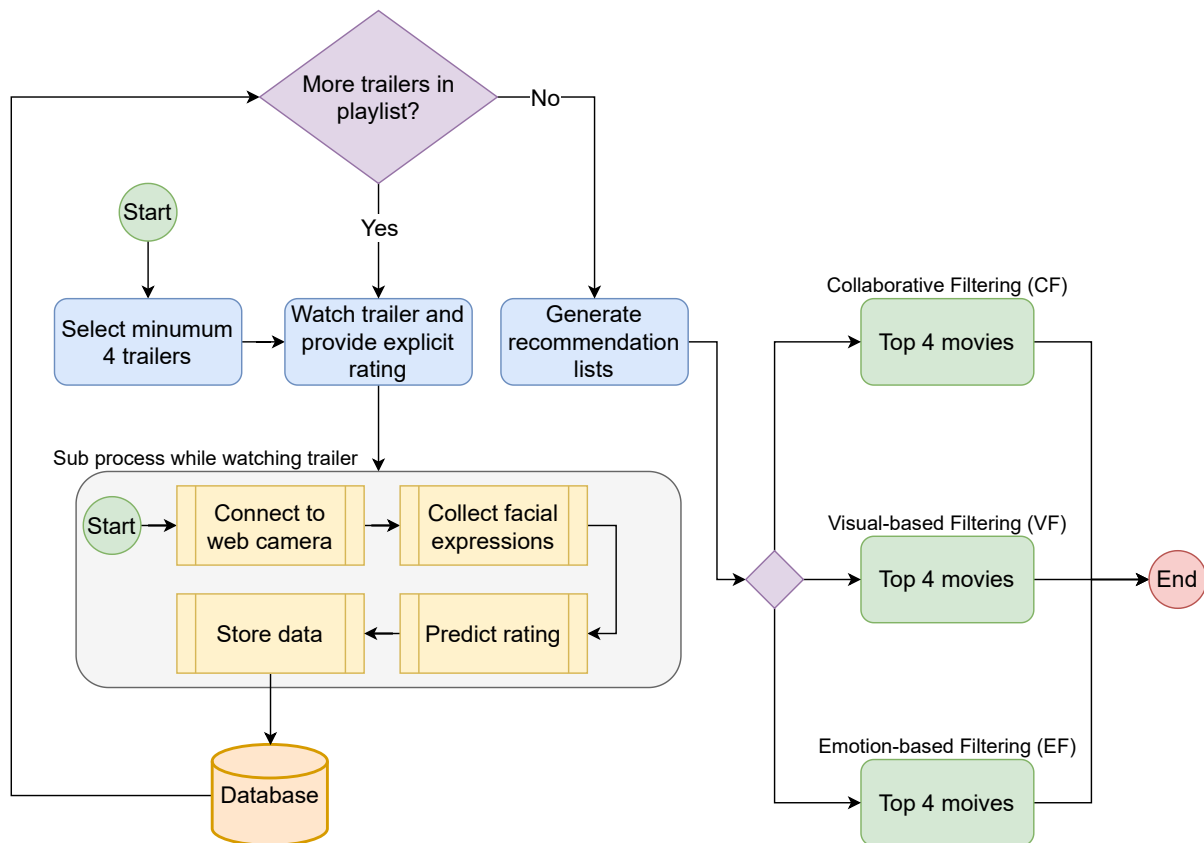 More trailers in
playlist?
No
Yes
Start
Select minumum
4 trailers
Watch trailer and
provide explicit
rating
Generate
recommendation
lists
Collaborative Filtering (CF)
Top 4 movies
Sub process while watching trailer
Start
Connect to
web camera
Collect facial
expressions
Store data
Predict rating
Visual-based Filtering (VF)
Top 4 movies
End
Emotion-based Filtering (EF)
Top 4 moives
Database